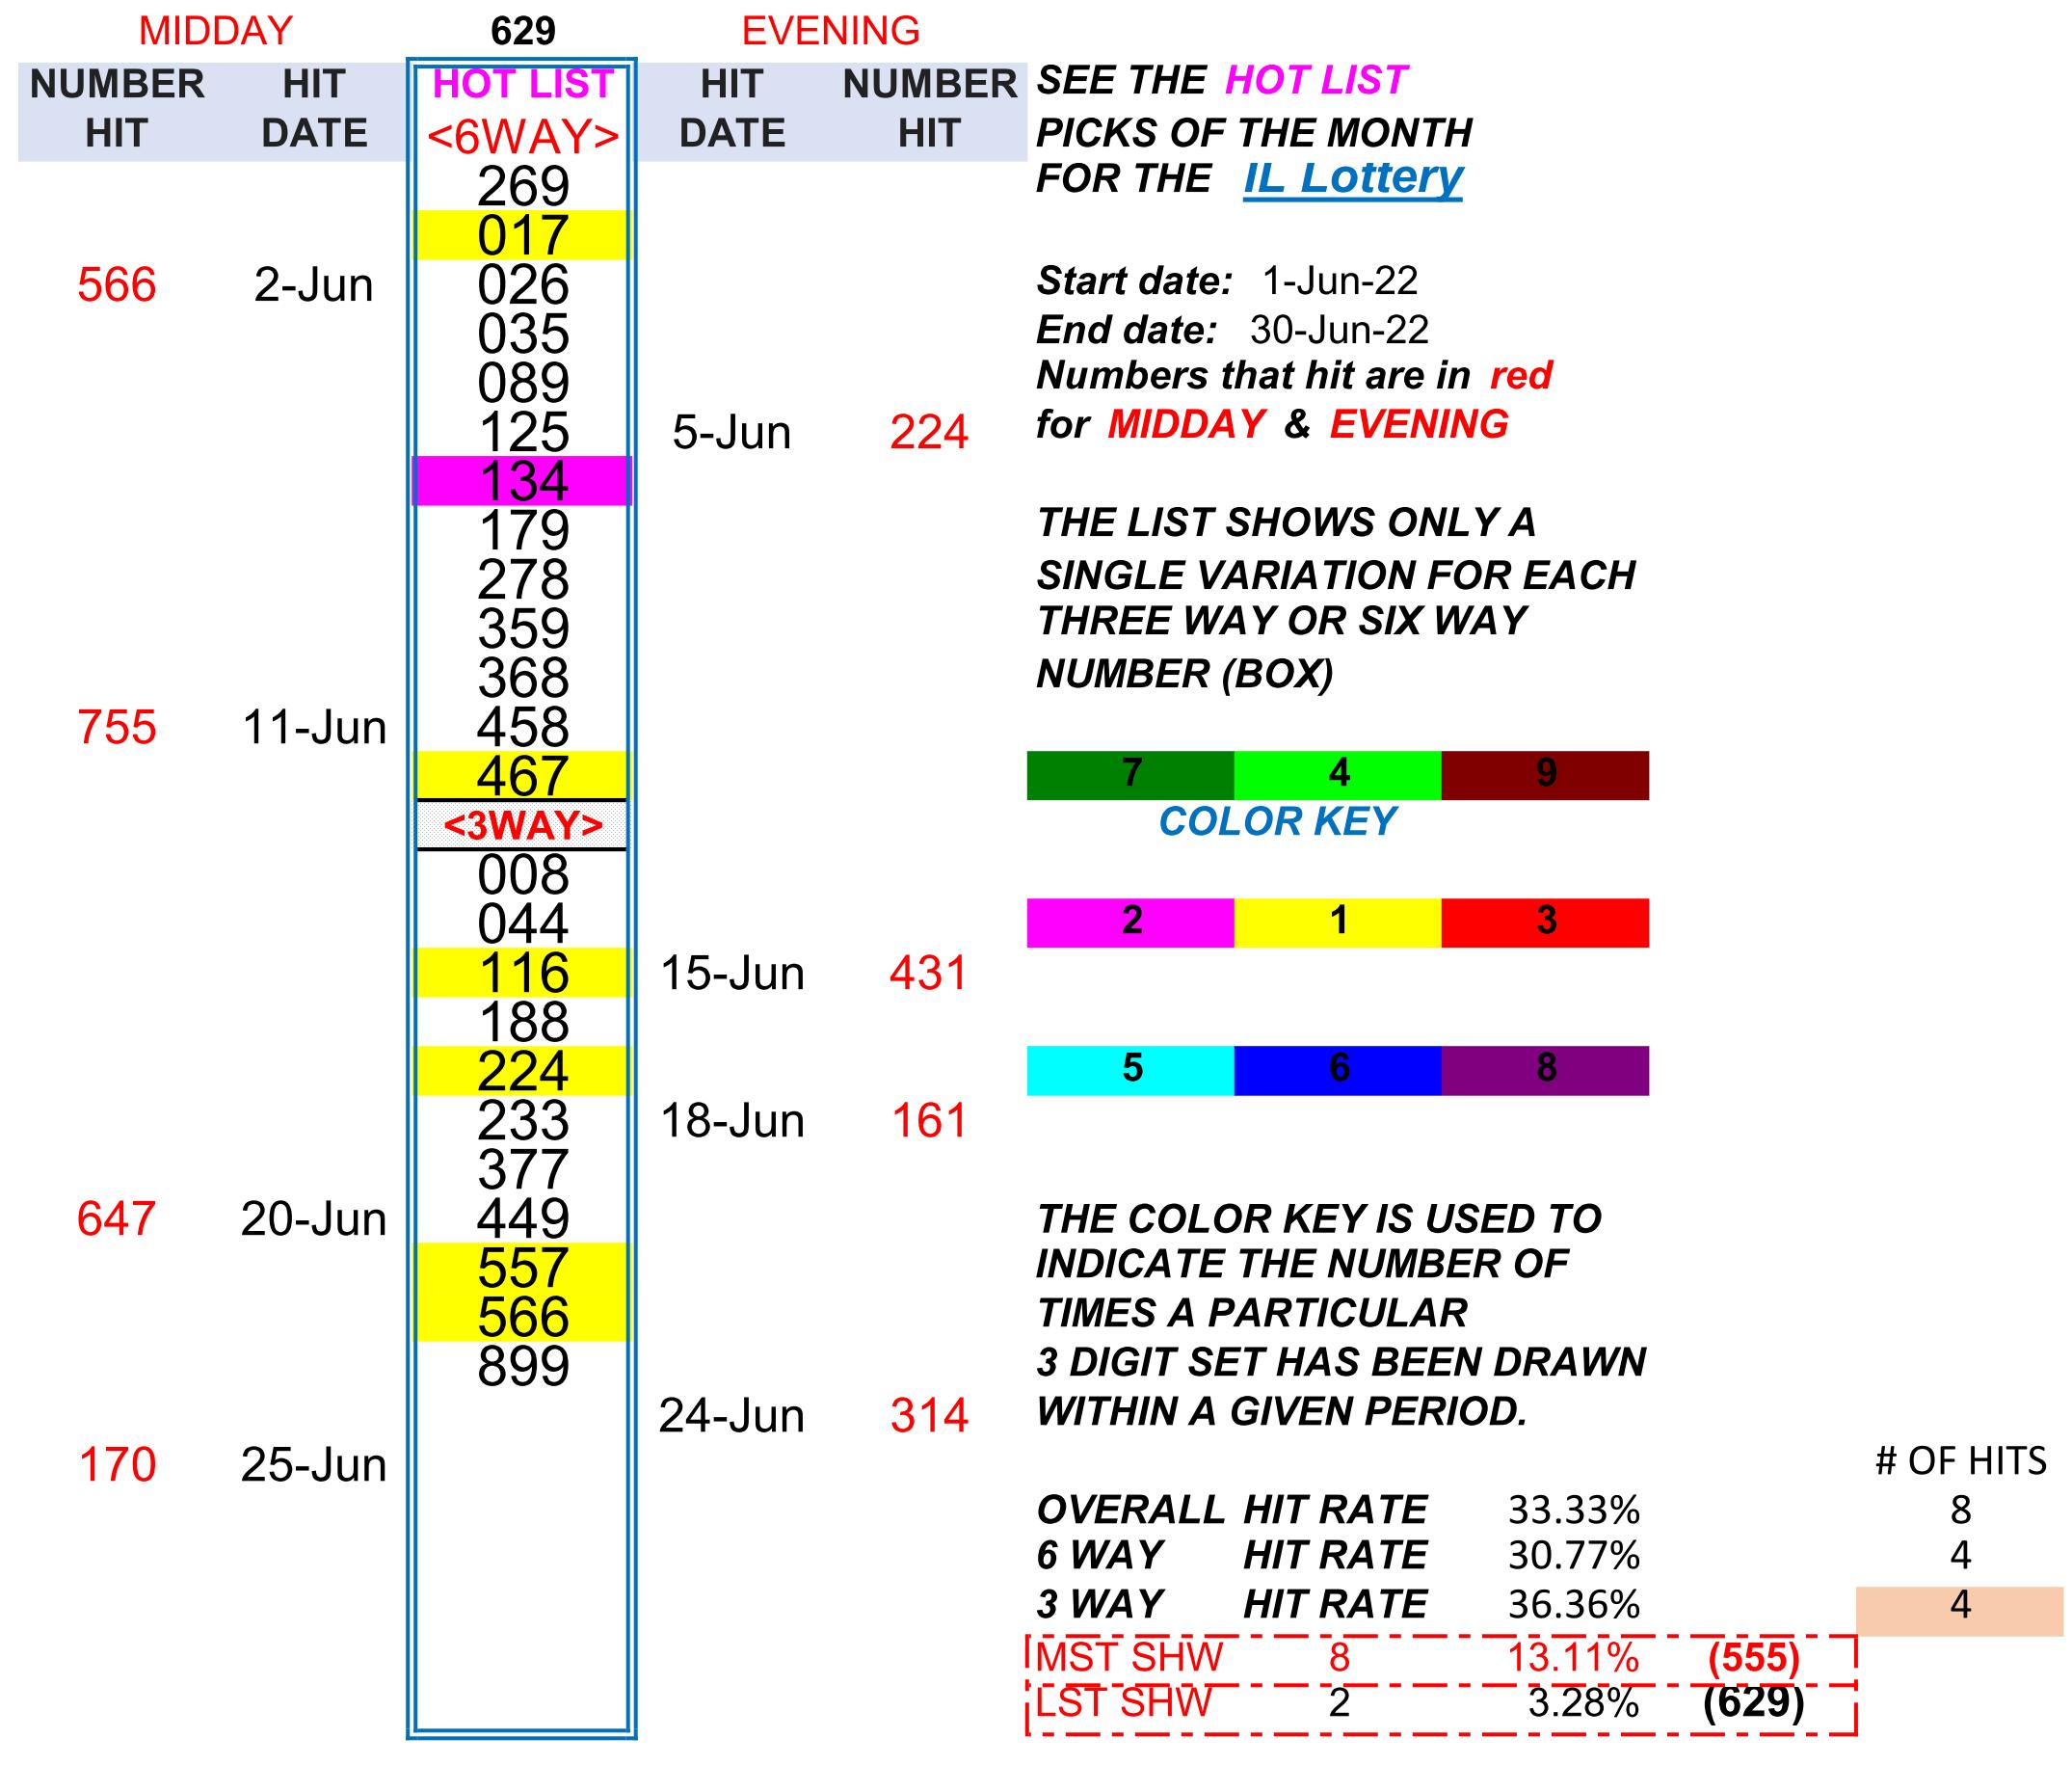 MIDDAY 629 EVENING
NUMBER HIT HOT LIST HIT NUMBER SEE THE HOT LIST
HIT DATE <6WAY> DATE HIT PICKS OF THE MONTH
269 FOR THE IL Lottery
017
566 2-Jun 026 Start date: 1-Jun-22
035 End date: 30-Jun-22
089 Numbers that hit are in red
125 5-Jun 224 for MIDDAY & EVENING
134
179 THE LIST SHOWS ONLY A
278 SINGLE VARIATION FOR EACH
359 THREE WAY OR SIX WAY
368 NUMBER (BOX)
755 11-Jun 458
467 7 4 9
<3WAY> COLOR KEY
008
044 2 1 3
116 15-Jun 431
188
224 5 6 8
233 18-Jun 161
377
647 20-Jun 449 THE COLOR KEY IS USED TO
557 INDICATE THE NUMBER OF
566 TIMES A PARTICULAR
899 3 DIGIT SET HAS BEEN DRAWN
24-Jun 314 WITHIN A GIVEN PERIOD.
170 25-Jun # OF HITS
OVERALL HIT RATE 33.33% 8
6 WAY HIT RATE 30.77% 4
3 WAY HIT RATE 36.36% 4
MST SHW 8 13.11% (555)
LST SHW 2 3.28% (629)